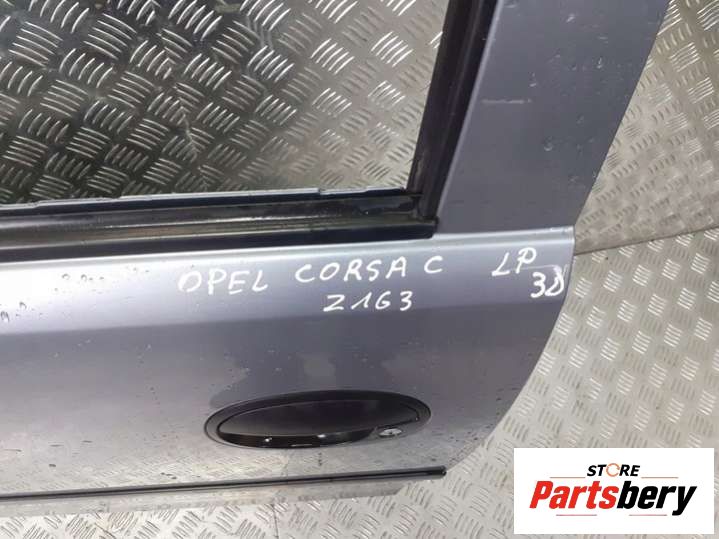 OPEL CORSA C LP
Z163 3D
STORE
Partsbery